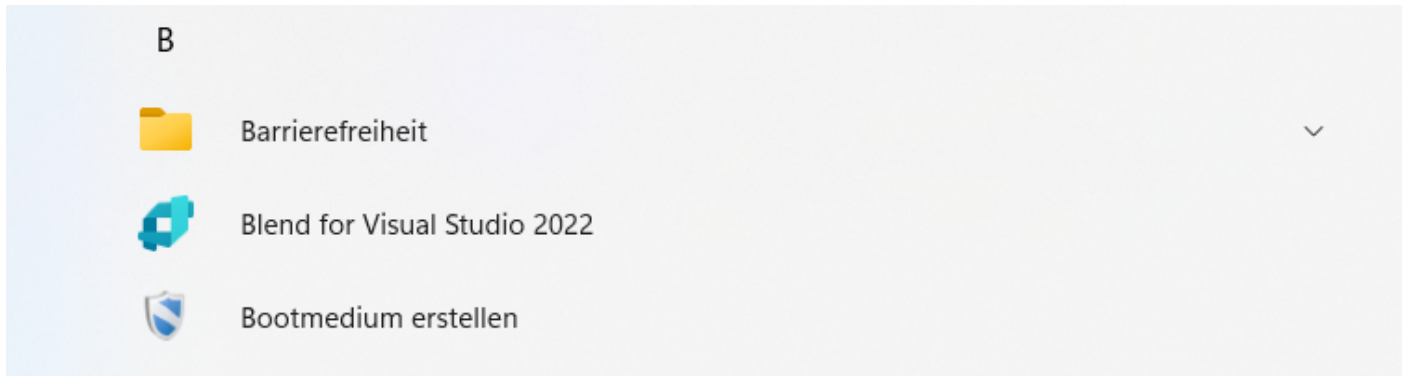 B
Barrierefreiheit
Blend for Visual Studio 2022
Bootmedium erstellen